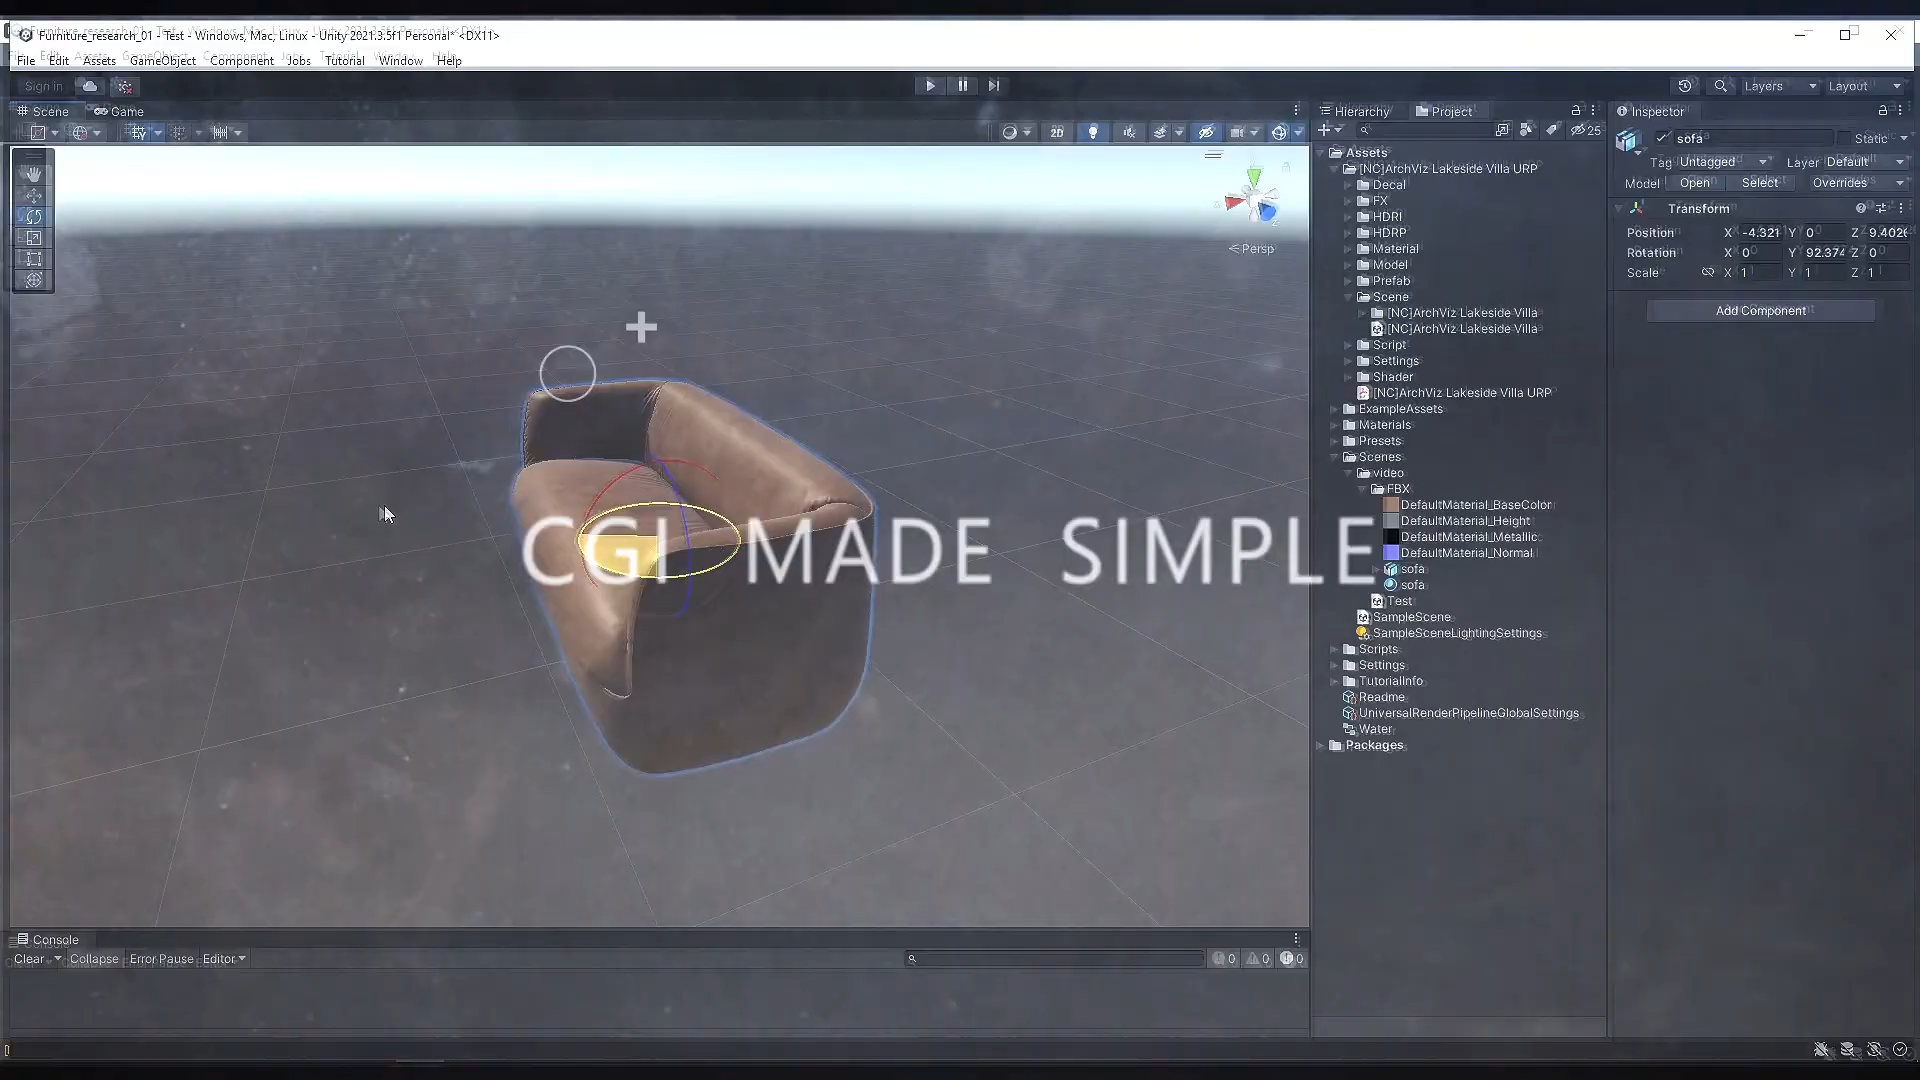 Furniture_research_01 - Test - Windows, Mac, Linux - Unity 2021.3.5f1 Personal* <DX11>
File Edit Assets GameObject Component Jobs Tutorial Window Help
Sign in
Layers Layout
Scene Game
Hierarchy Project
Inspector
2D
25
sofa Static
Tag Untagged Layer Default
Model Open Select Overrides
Transform
Position X -4.321 Y 0 Z 9.402
Rotation X 0 Y 92.374 Z 0
Scale X 1 Y 1 Z 1
Add Component
Persp
Assets
[NC]ArchViz Lakeside Villa URP
Decal
FX
HDRI
HDRP
Material
Model
Prefab
Scene
[NC]ArchViz Lakeside Villa
[NC]ArchViz Lakeside Villa
Script
Settings
Shader
[NC]ArchViz Lakeside Villa URP
ExampleAssets
Materials
Presets
Scenes
video
FBX
DefaultMaterial_BaseColor
DefaultMaterial_Height
DefaultMaterial_Metallic
DefaultMaterial_Normal
sofa
sofa
Test
SampleScene
SampleSceneLightingSettings
Scripts
Settings
TutorialInfo
Readme
UniversalRenderPipelineGlobalSettings
Water
Packages
CGI MADE SIMPLE
Console
Clear Collapse Error Pause Editor
0 0 0